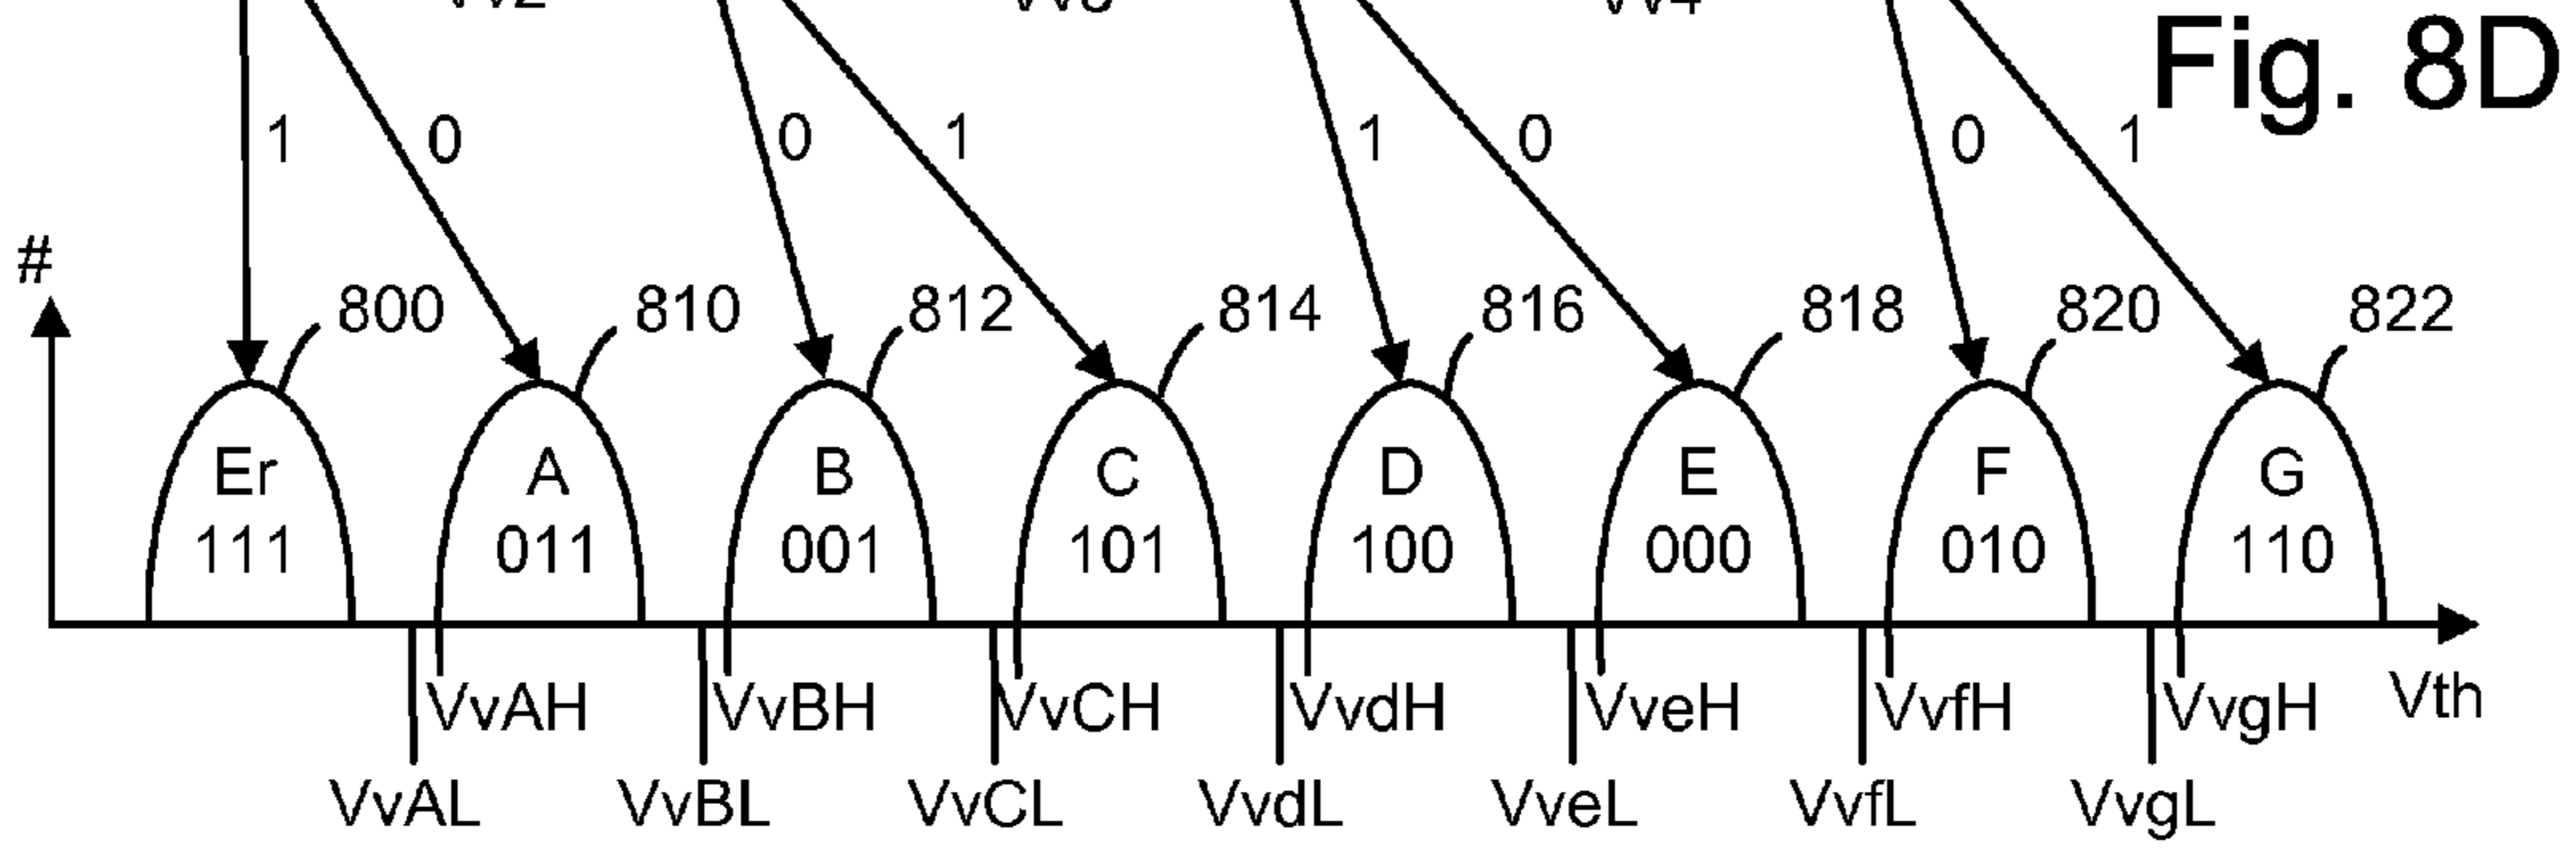 Fig. 8D
1 0 0 1 1 0 0 1
#
800 810 812 814 816 818 820 822
Er A B C D E F G
111 011 001 101 100 000 010 110
VvAH VvBH VvCH VvdH VveH VvfH VvgH Vth
VvAL VvBL VvCL VvdL VveL VvfL VvgL